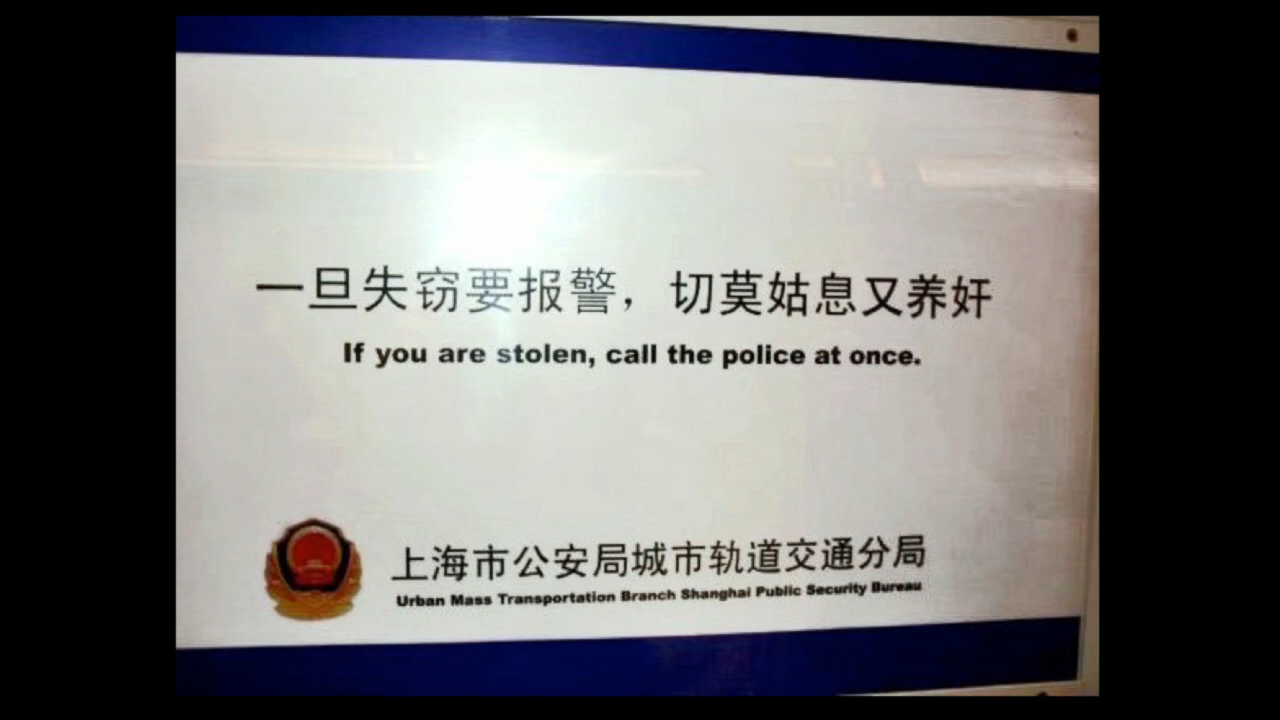 一旦失窃要报警，切莫姑息又养奸
If you are stolen, call the police at once.
上海市公安局城市轨道交通分局
Urban Mass Transportation Branch Shanghai Public Security Bureau